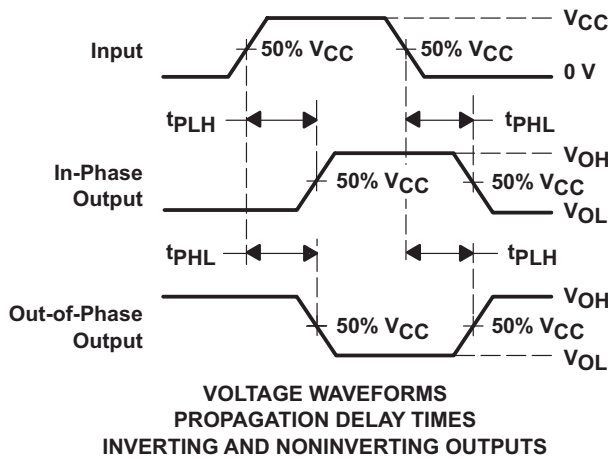 VCC
Input
50% VCC
50% VCC
0 V
tPLH
tPHL
VOH
In-Phase
Output
50% VCC
50% VCC
VOL
tPHL
tPLH
VOH
Out-of-Phase
Output
50% VCC
50% VCC
VOL
VOLTAGE WAVEFORMS
PROPAGATION DELAY TIMES
INVERTING AND NONINVERTING OUTPUTS